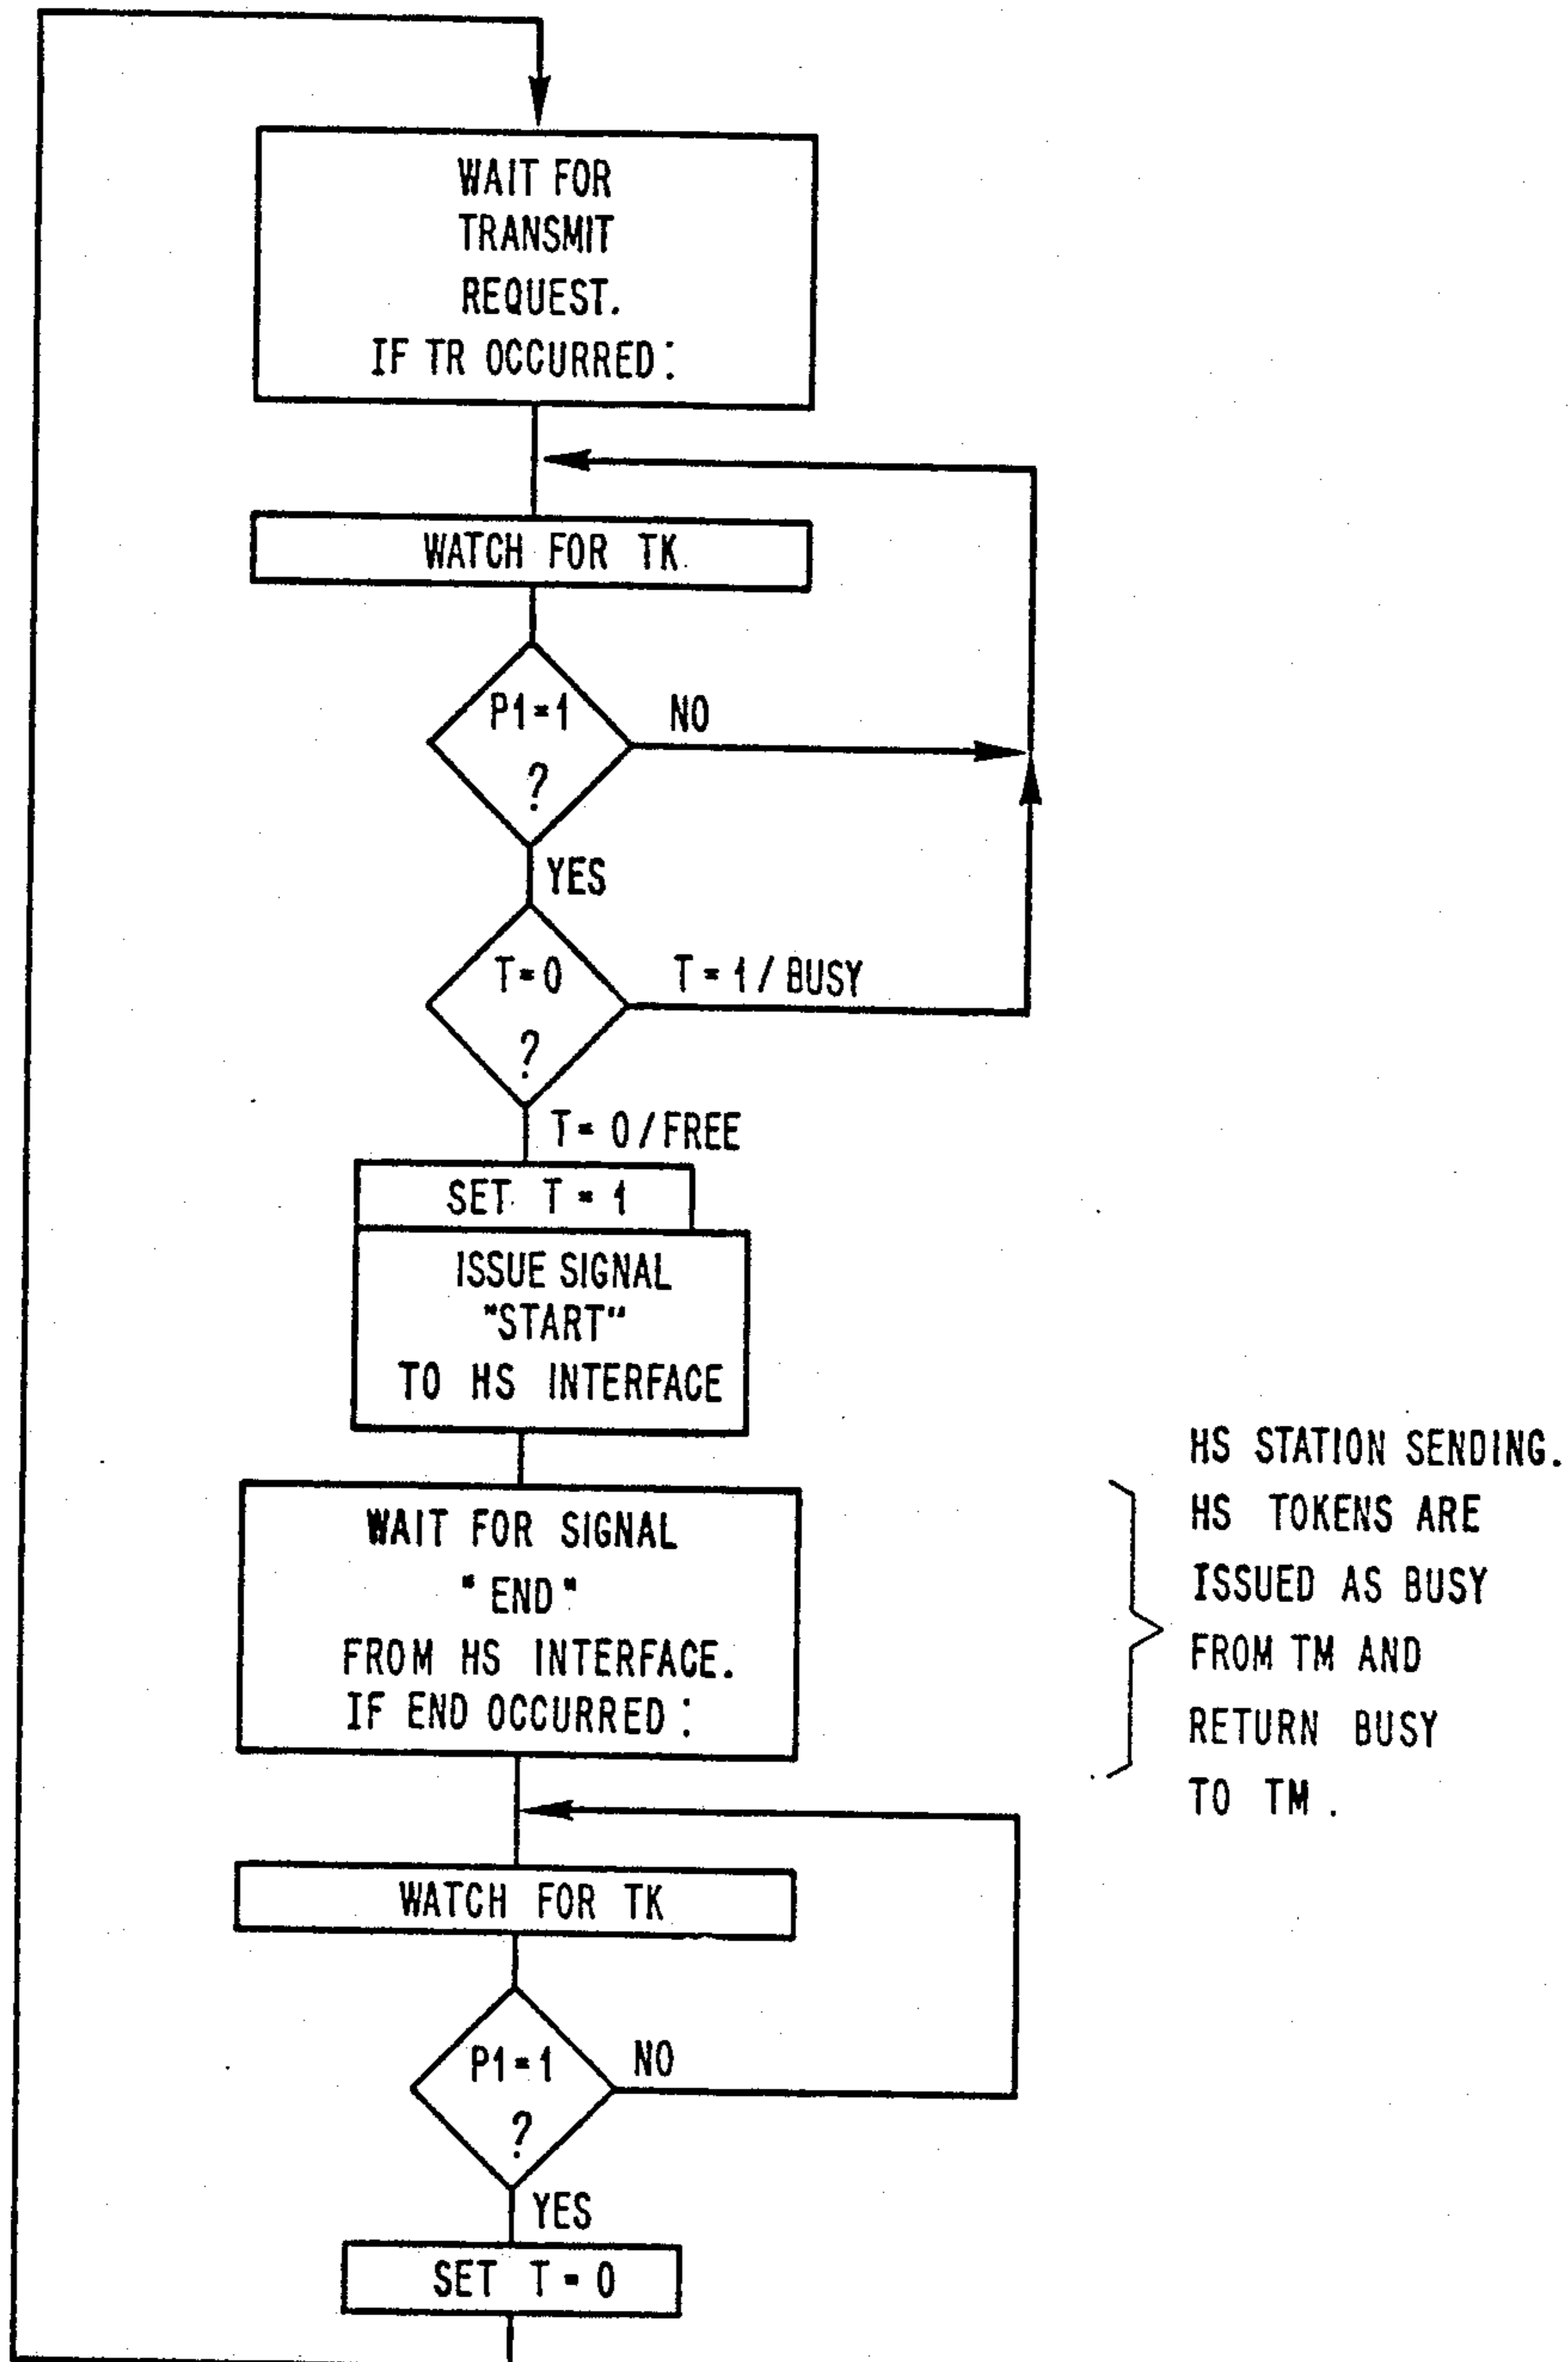 WAIT FOR
TRANSMIT
REQUEST.
IF TR OCCURRED:
WATCH FOR TK
P1=1
?
NO
YES
T=0
?
T=1/BUSY
T=0/FREE
SET T=1
ISSUE SIGNAL
"START"
TO HS INTERFACE
WAIT FOR SIGNAL
"END"
FROM HS INTERFACE.
IF END OCCURRED:
HS STATION SENDING.
HS TOKENS ARE
ISSUED AS BUSY
FROM TM AND
RETURN BUSY
TO TM.
WATCH FOR TK
P1=1
?
NO
YES
SET T=0